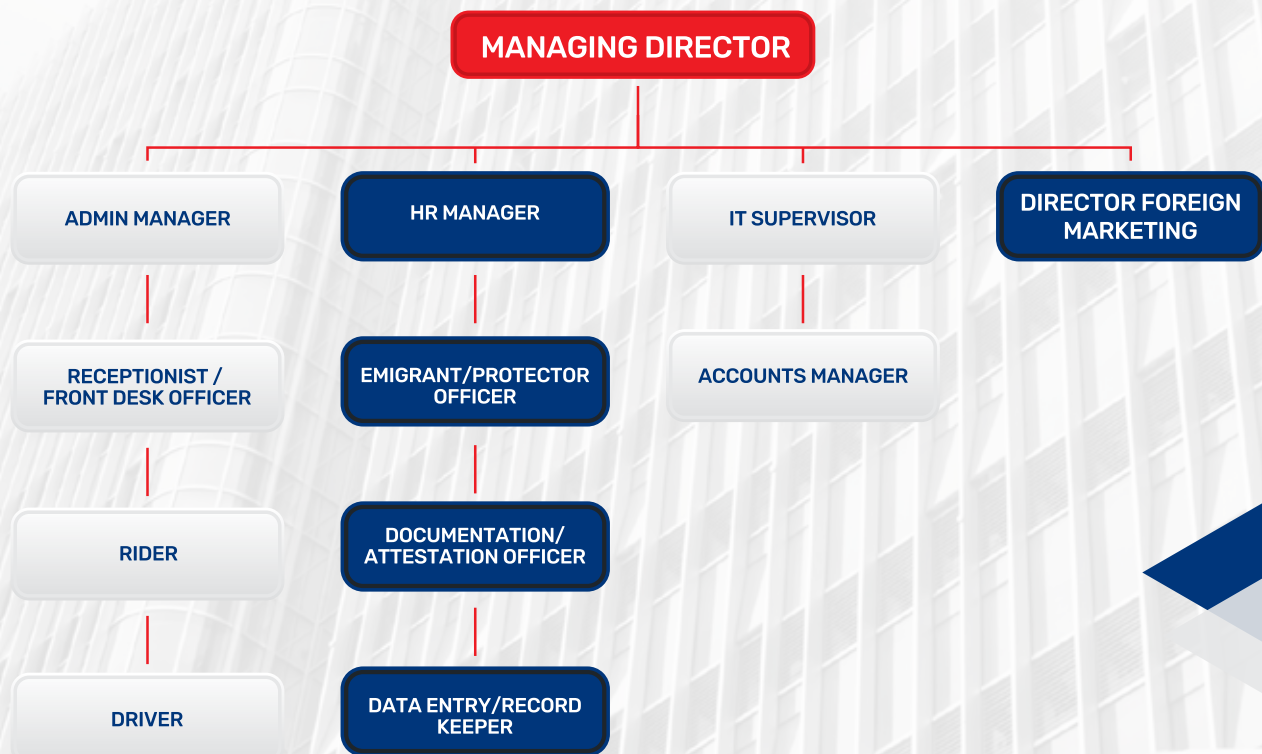 MANAGING DIRECTOR
ADMIN MANAGER
HR MANAGER
IT SUPERVISOR
DIRECTOR FOREIGN
MARKETING
RECEPTIONIST /
FRONT DESK OFFICER
EMIGRANT/PROTECTOR
OFFICER
ACCOUNTS MANAGER
RIDER
DOCUMENTATION/
ATTESTATION OFFICER
DRIVER
DATA ENTRY/RECORD
KEEPER